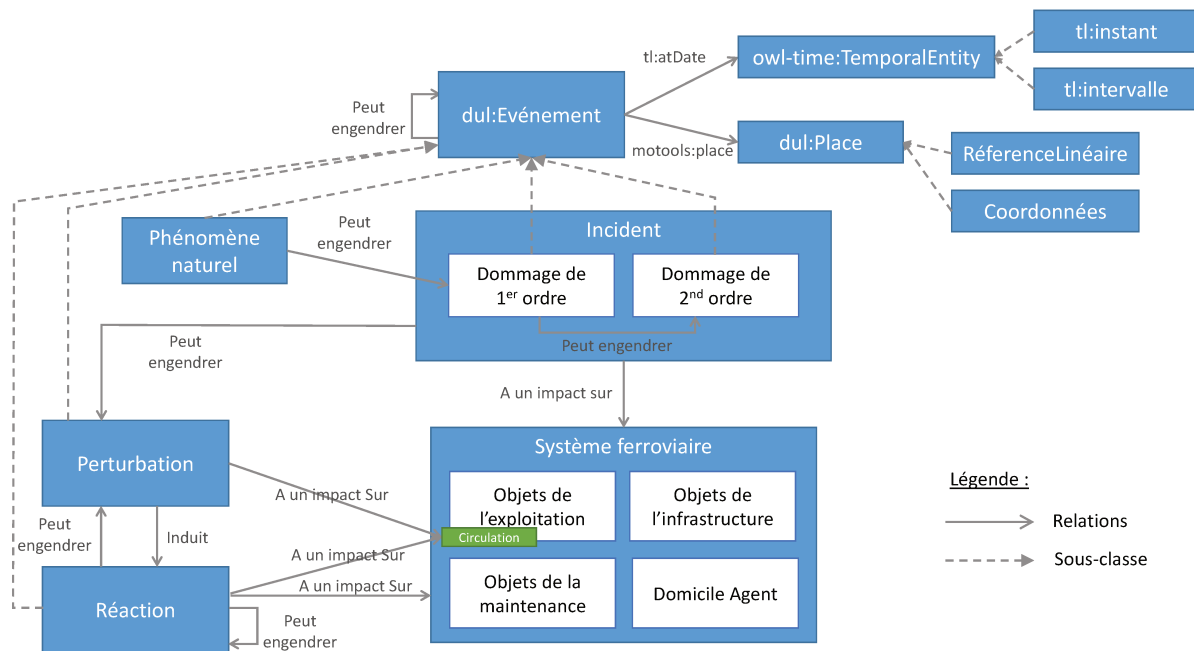 tl:instant
owl-time:TemporalEntity
tl:atDate
tl:intervalle
Peut
engendrer
dul:Evénement
motools:place
dul:Place
RéferenceLinéaire
Coordonnées
Phénomène
naturel
Peut
engendrer
Incident
Dommage de
1er ordre
Dommage de
2nd ordre
Peut engendrer
Peut
engendrer
A un impact sur
Perturbation
Système ferroviaire
A un impact Sur
Objets de
l’exploitation
Objets de
l’infrastructure
Circulation
Légende :
Relations
Sous-classe
Peut
engendrer
Induit
A un impact Sur
A un impact Sur
Objets de la
maintenance
Domicile Agent
Réaction
Peut
engendrer